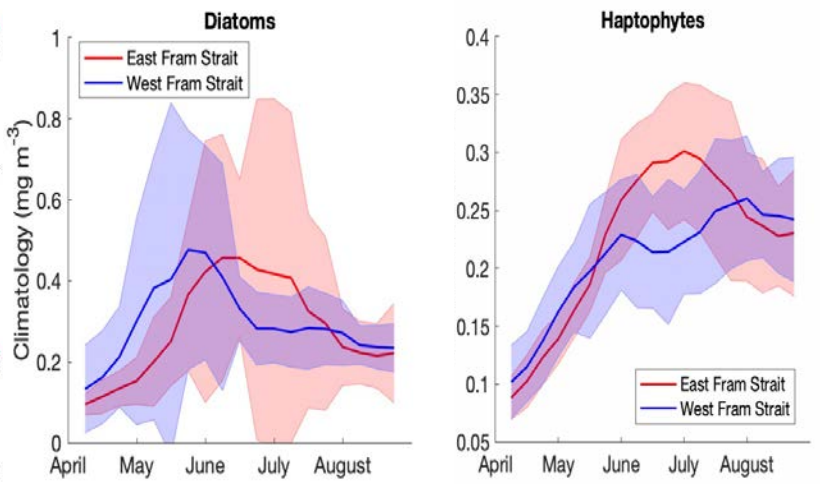 Diatoms
Climatology (mg m⁻³)
1
0.8
0.6
0.4
0.2
0
April May June July August
East Fram Strait
West Fram Strait
Haptophytes
0.4
0.35
0.3
0.25
0.2
0.15
0.1
0.05
April May June July August
East Fram Strait
West Fram Strait